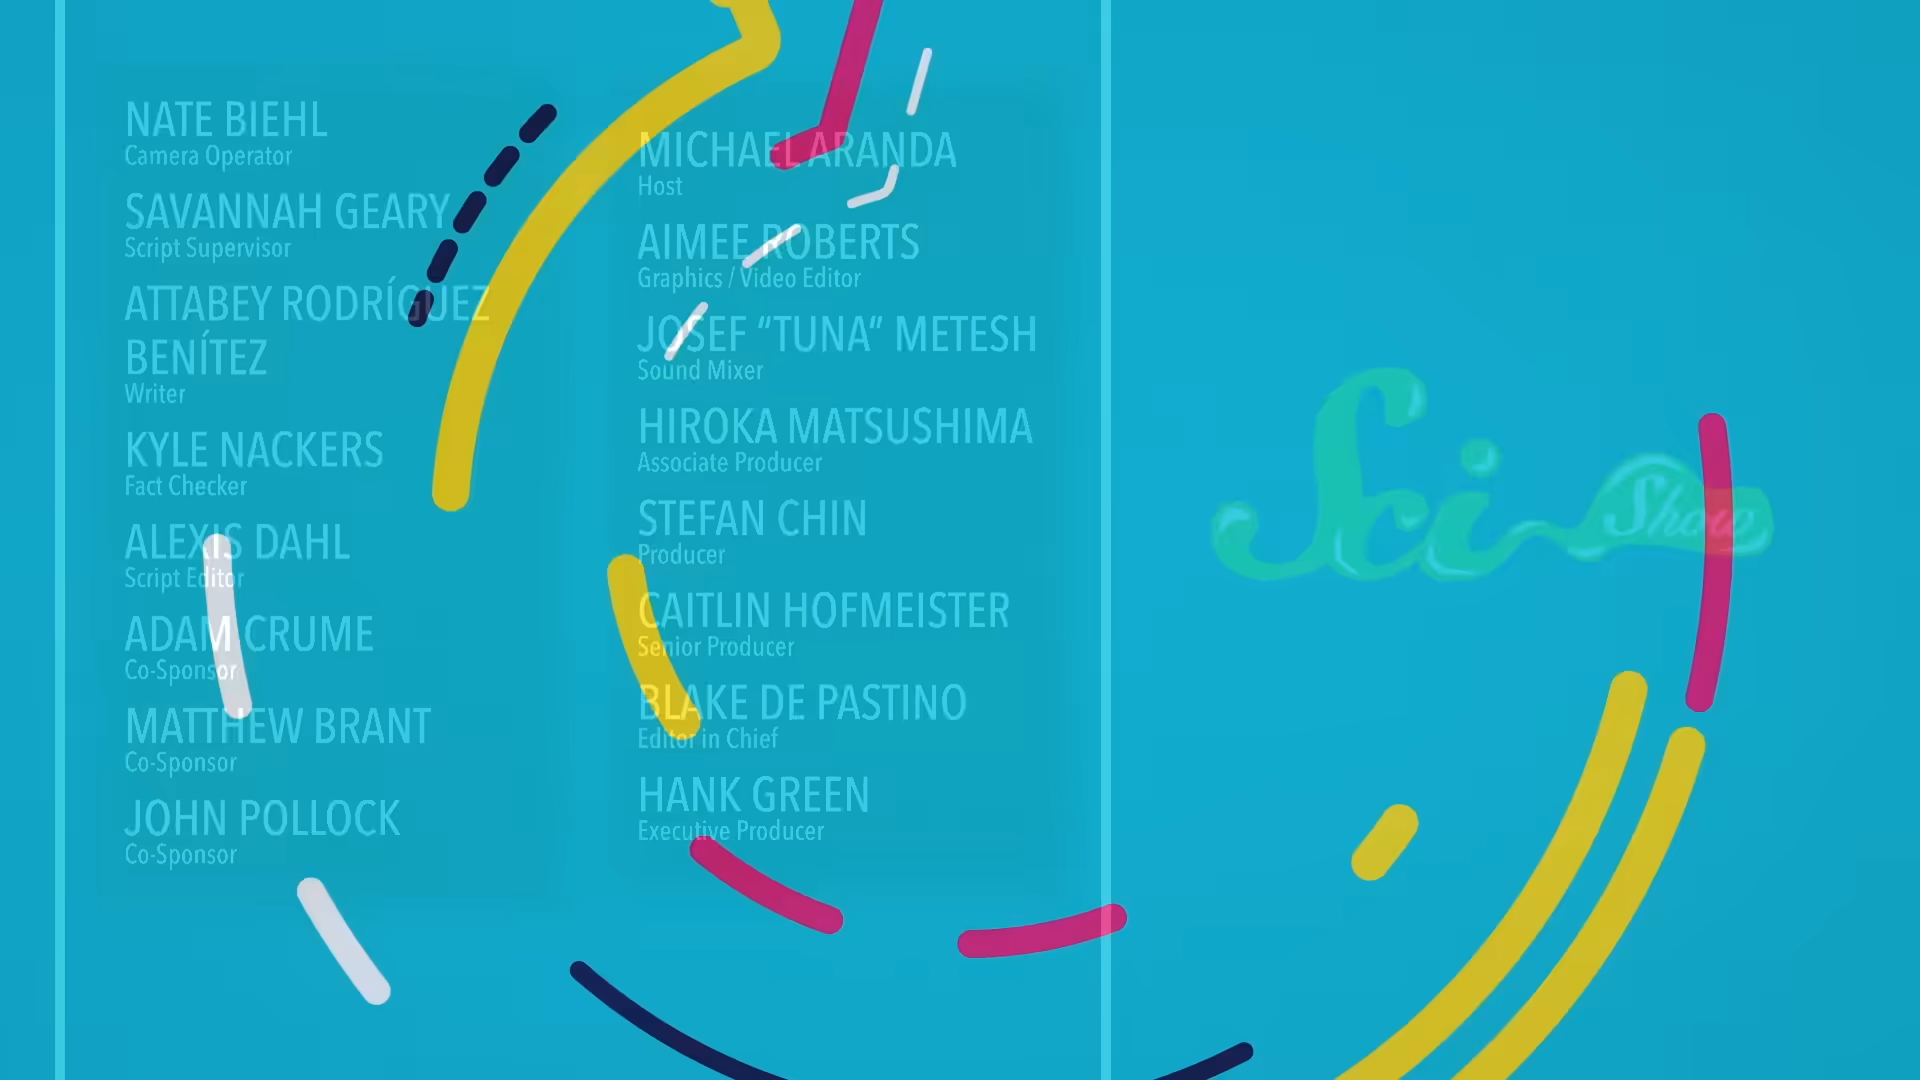 NATE BIEHL
Camera Operator
SAVANNAH GEARY
Script Supervisor
ATTABEY RODRÍGUEZ
BENÍTEZ
Writer
KYLE NACKERS
Fact Checker
ALEXIS DAHL
Script Editor
ADAM CRUME
Co-Sponsor
MATTHEW BRANT
Co-Sponsor
JOHN POLLOCK
Co-Sponsor
MICHAEL ARANDA
Host
AIMEE ROBERTS
Graphics / Video Editor
JOSEF “TUNA” METESH
Sound Mixer
HIROKA MATSUSHIMA
Associate Producer
STEFAN CHIN
Producer
CAITLIN HOFMEISTER
Senior Producer
BLAKE DE PASTINO
Editor in Chief
HANK GREEN
Executive Producer
Sci Show